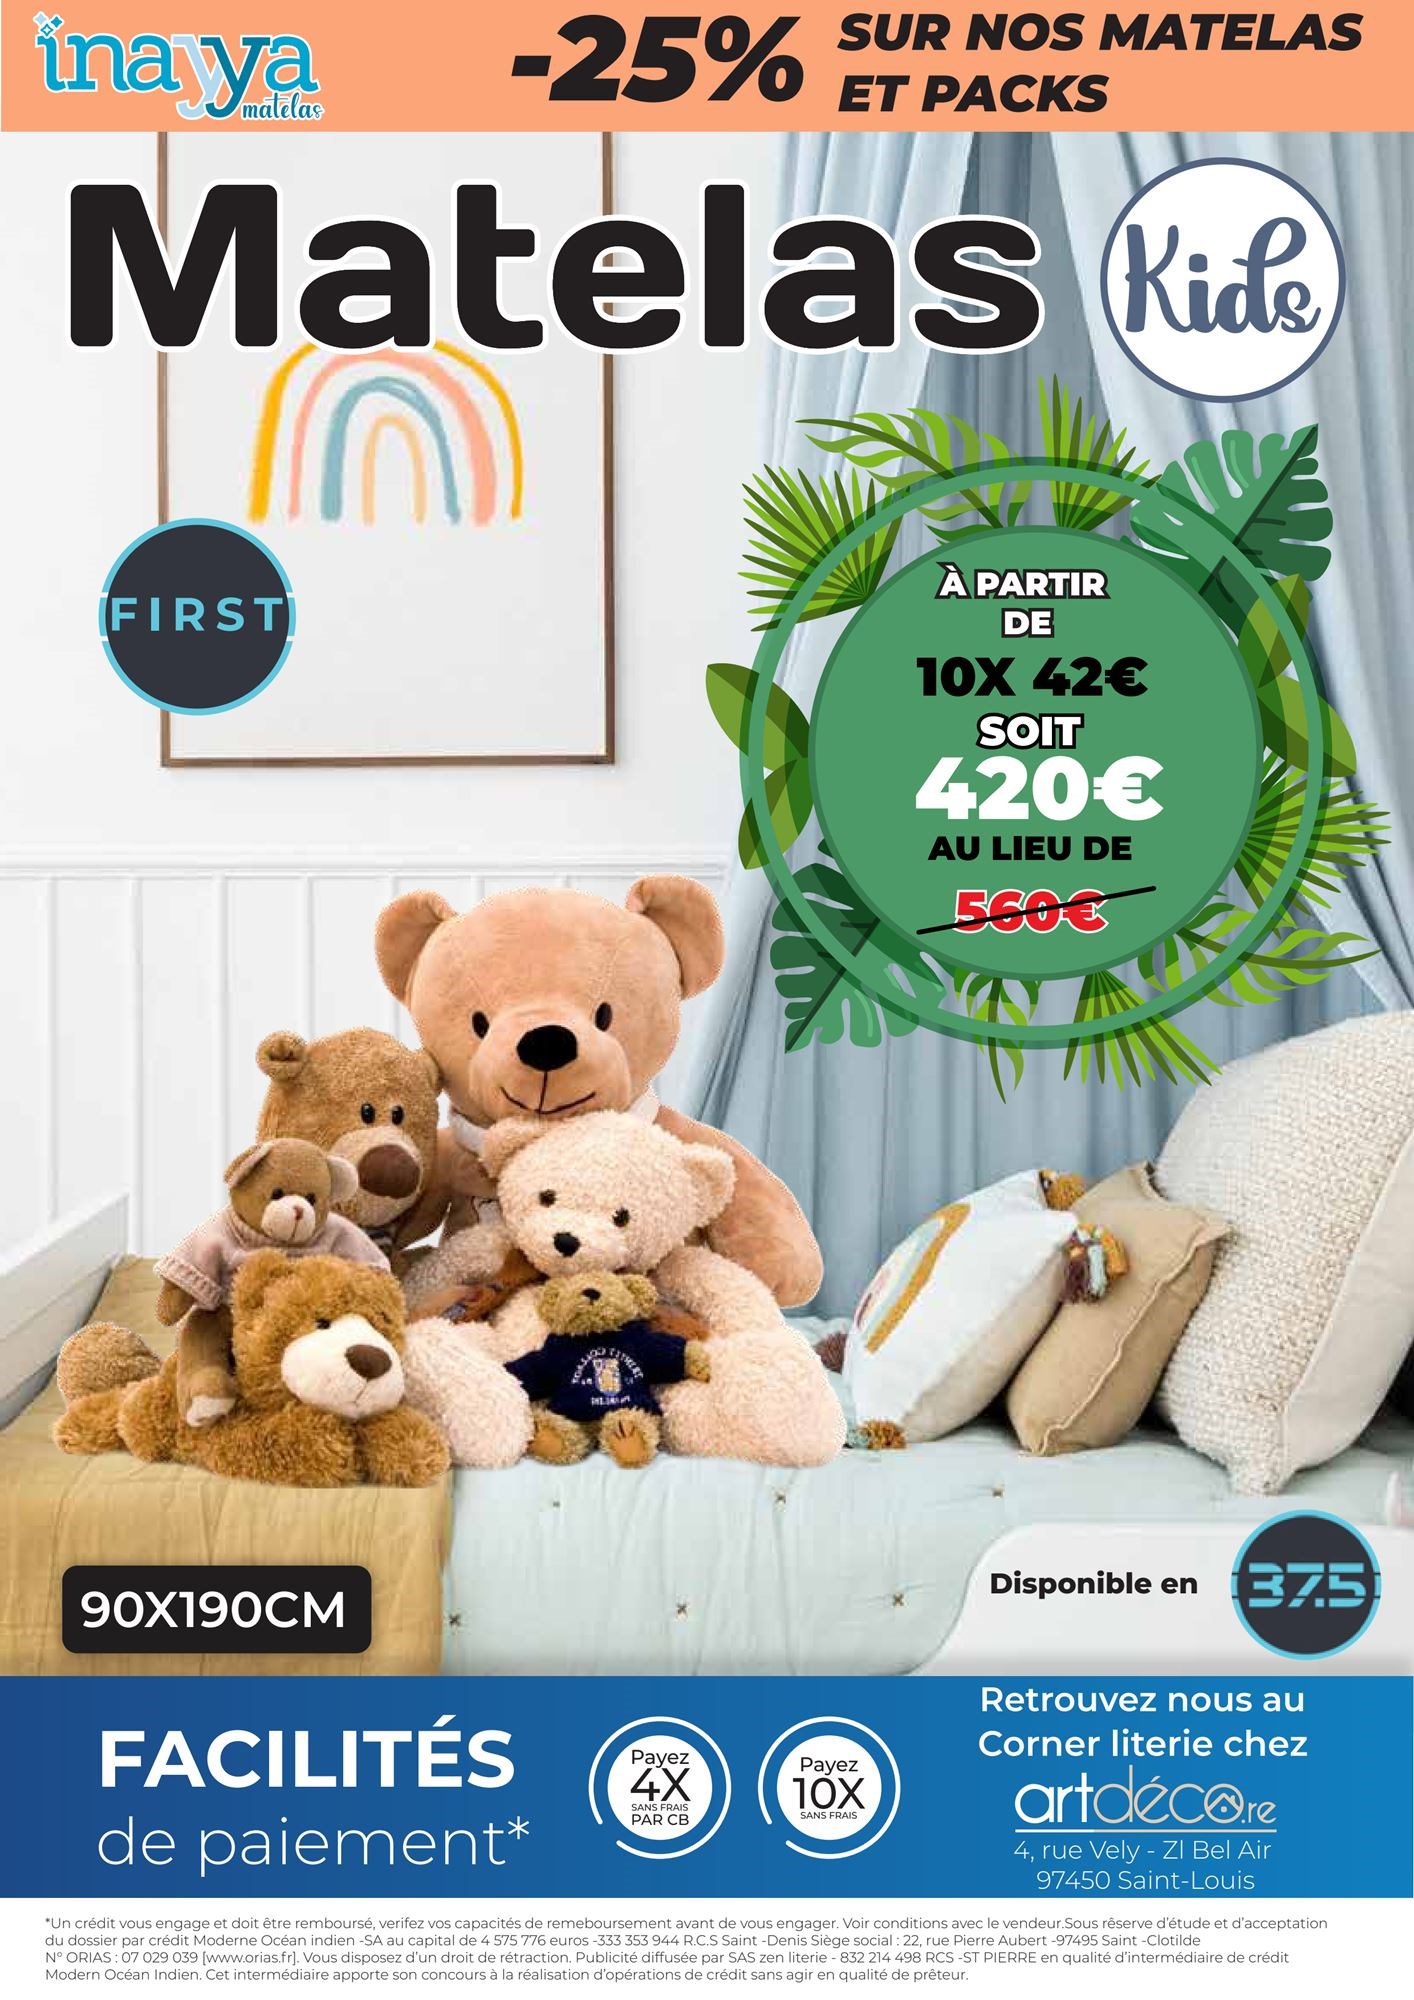 inayya
matelas
-25% SUR NOS MATELAS
ET PACKS
Matelas
Kids
FIRST
À PARTIR
DE
10X 42€
SOIT
420€
AU LIEU DE
560€
90X190CM
Disponible en
37.5
FACILITÉS
de paiement*
Payez
4X
SANS FRAIS
PAR CB
Payez
10X
SANS FRAIS
Retrouvez nous au
Corner literie chez
artdéco.re
4, rue Vely - ZI Bel Air
97450 Saint-Louis
*Un crédit vous engage et doit être remboursé, verifez vos capacités de remeboursement avant de vous engager. Voir conditions avec le vendeur.Sous rêserve d'étude et d'acceptation
du dossier par crédit Moderne Océan indien -SA au capital de 4 575 776 euros -333 353 944 R.C.S Saint -Denis Siège social : 22, rue Pierre Aubert -97495 Saint -Clotilde
N° ORIAS : 07 029 039 [www.orias.fr]. Vous disposez d'un droit de rétraction. Publicité diffusée par SAS zen literie - 832 214 498 RCS -ST PIERRE en qualité d'intermédiaire de crédit
Modern Océan Indien. Cet intermédiaire apporte son concours à la réalisation d'opérations de crédit sans agir en qualité de prêteur.